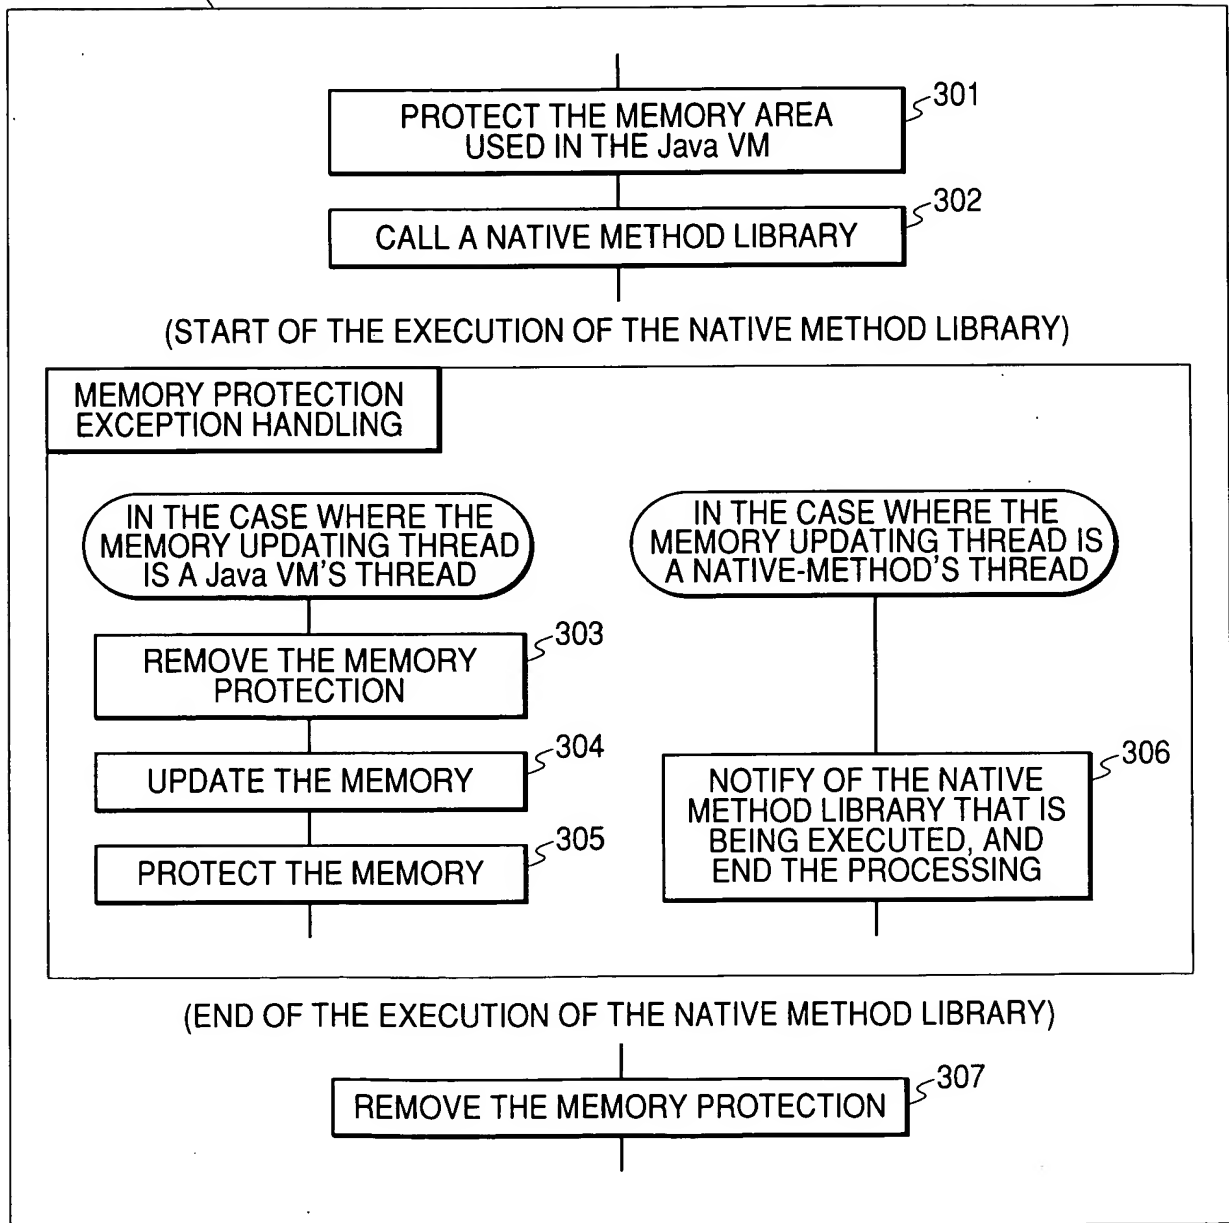 PROTECT THE MEMORY AREA
USED IN THE Java VM
301
CALL A NATIVE METHOD LIBRARY
302
(START OF THE EXECUTION OF THE NATIVE METHOD LIBRARY)
MEMORY PROTECTION
EXCEPTION HANDLING
IN THE CASE WHERE THE
MEMORY UPDATING THREAD
IS A Java VM'S THREAD
303
REMOVE THE MEMORY
PROTECTION
304
UPDATE THE MEMORY
305
PROTECT THE MEMORY
IN THE CASE WHERE THE
MEMORY UPDATING THREAD IS
A NATIVE-METHOD'S THREAD
306
NOTIFY OF THE NATIVE
METHOD LIBRARY THAT IS
BEING EXECUTED, AND
END THE PROCESSING
(END OF THE EXECUTION OF THE NATIVE METHOD LIBRARY)
307
REMOVE THE MEMORY PROTECTION